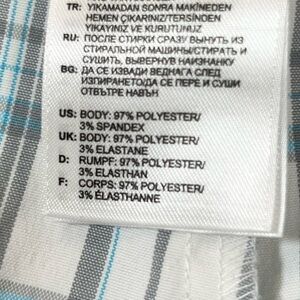 TR: YIKAMADAN SONRA MAKİNEDEN
HEMEN ÇIKARINIZ/TERSİNDEN
YIKAYINIZ VE KURUTUNUZ
RU: ПОСЛЕ СТИРКИ СРАЗУ ВЫНУТЬ ИЗ
СТИРАЛЬНОЙ МАШИНЫ/СТИРАТЬ И
СУШИТЬ, ВЫВЕРНУВ НАИЗНАНКУ
BG: ДА СЕ ИЗВАДИ ВЕДНАГА СЛЕД
ИЗПИРАНЕТО/ДА СЕ ПЕРЕ И СУШИ
ОТВЪТРЕ НАВЪН
US: BODY: 97% POLYESTER/
3% SPANDEX
UK: BODY: 97% POLYESTER/
3% ELASTANE
D: RUMPF: 97% POLYESTER/
3% ELASTHAN
F: CORPS: 97% POLYESTER/
3% ÉLASTHANNE